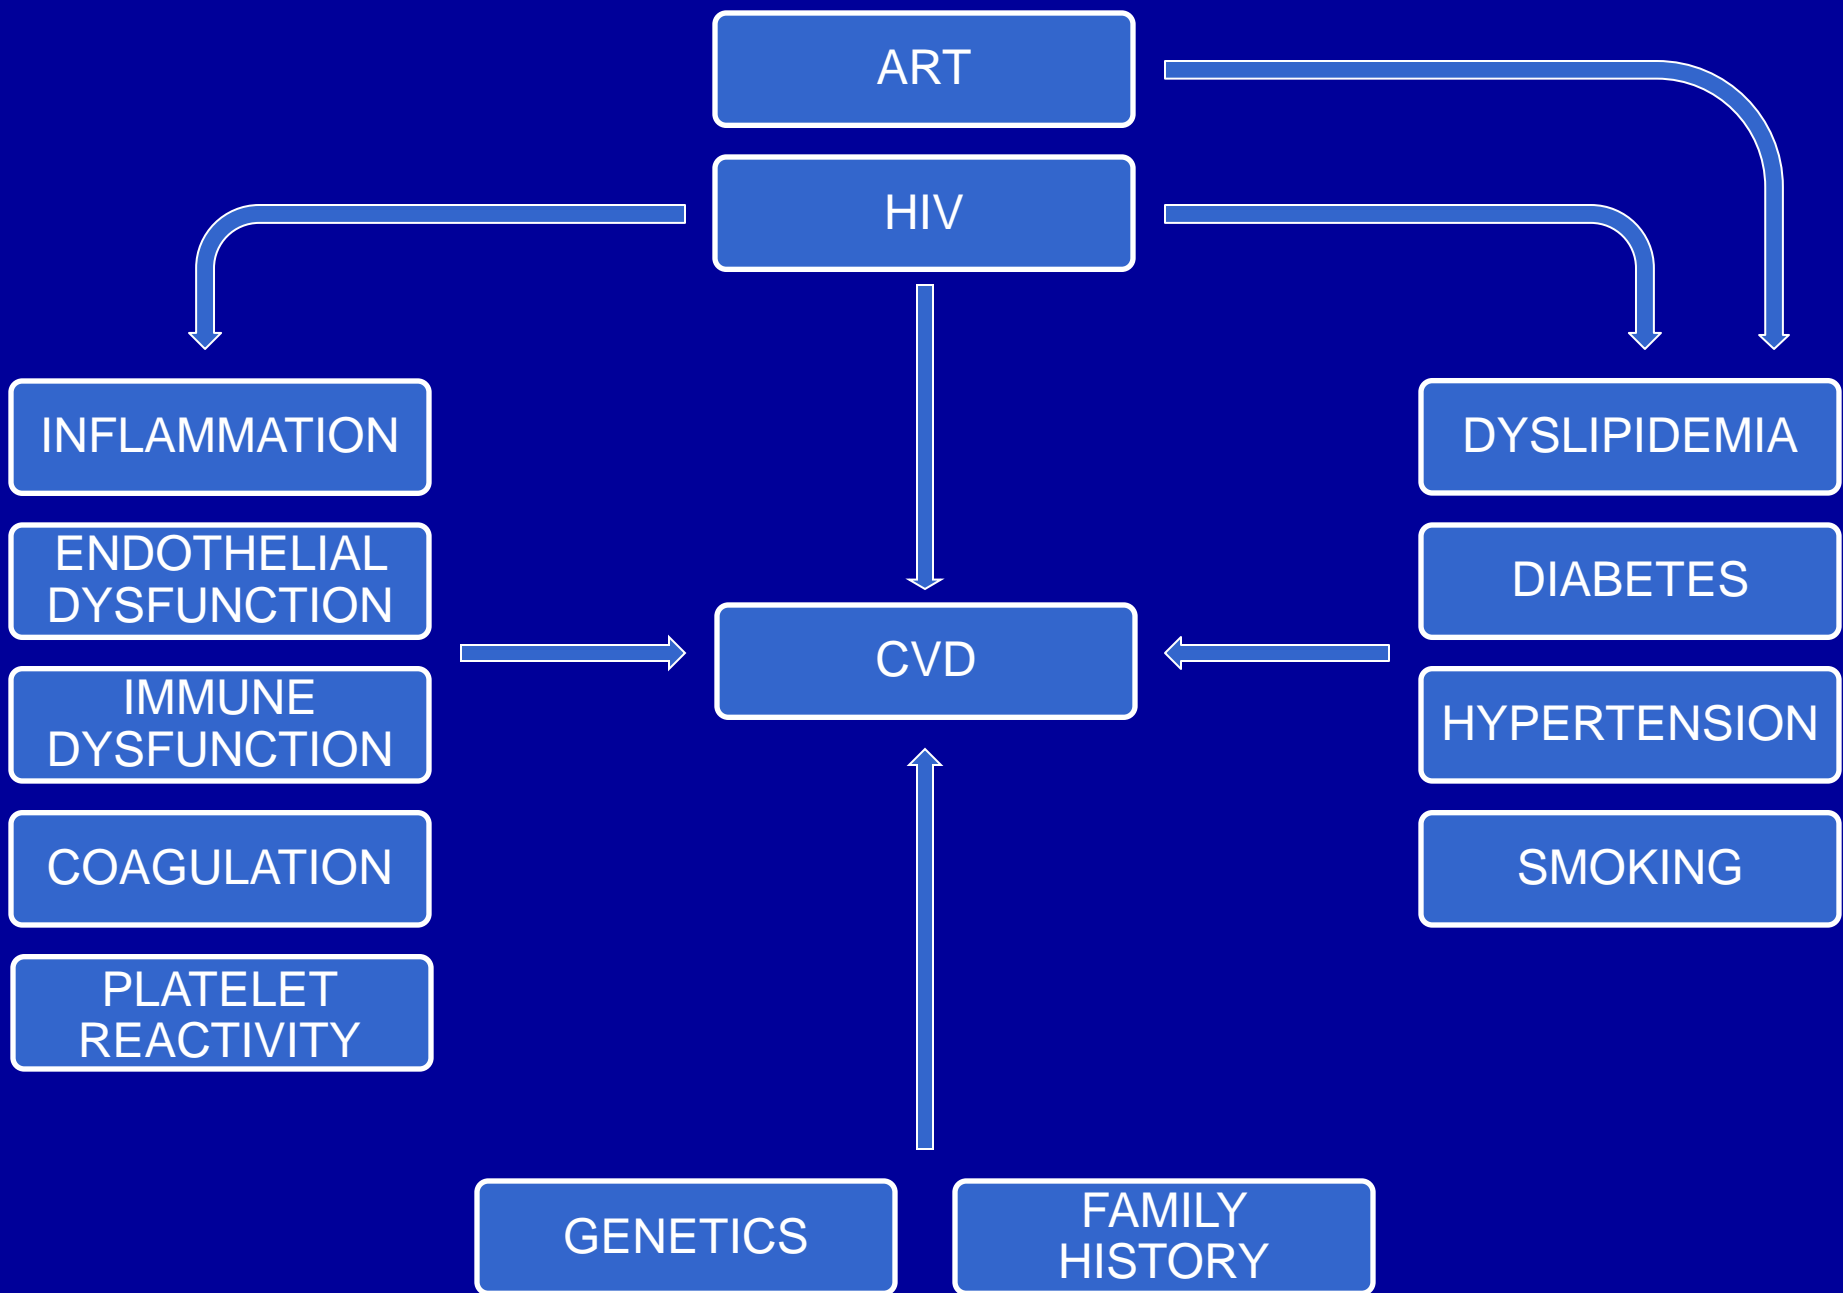 ART
HIV
INFLAMMATION
ENDOTHELIAL
DYSFUNCTION
IMMUNE
DYSFUNCTION
COAGULATION
PLATELET
REACTIVITY
CVD
DYSLIPIDEMIA
DIABETES
HYPERTENSION
SMOKING
GENETICS
FAMILY
HISTORY